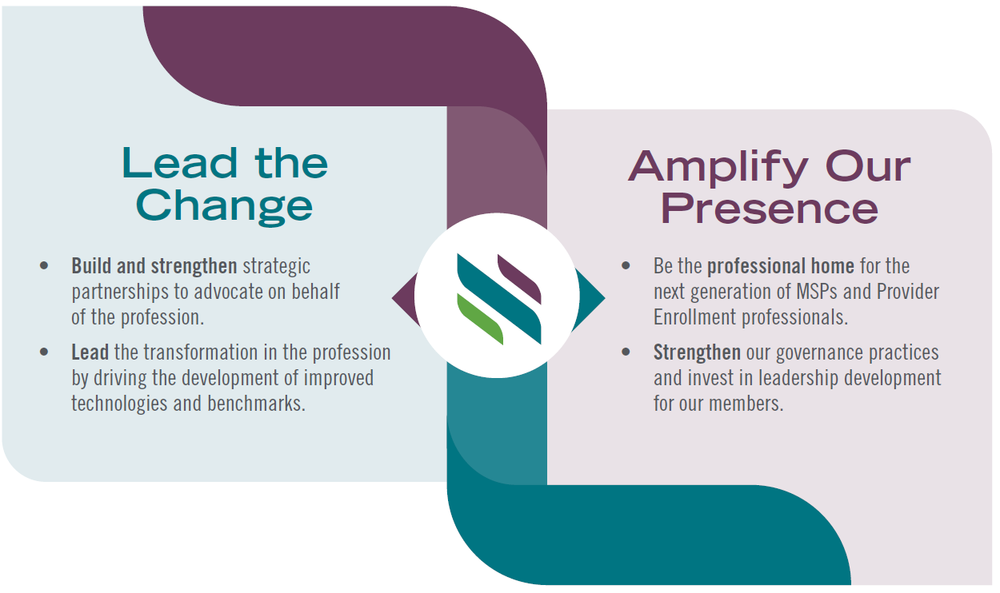 Lead the
Change
• Build and strengthen strategic
partnerships to advocate on behalf
of the profession.
• Lead the transformation in the profession
by driving the development of improved
technologies and benchmarks.
Amplify Our
Presence
• Be the professional home for the
next generation of MSPs and Provider
Enrollment professionals.
• Strengthen our governance practices
and invest in leadership development
for our members.